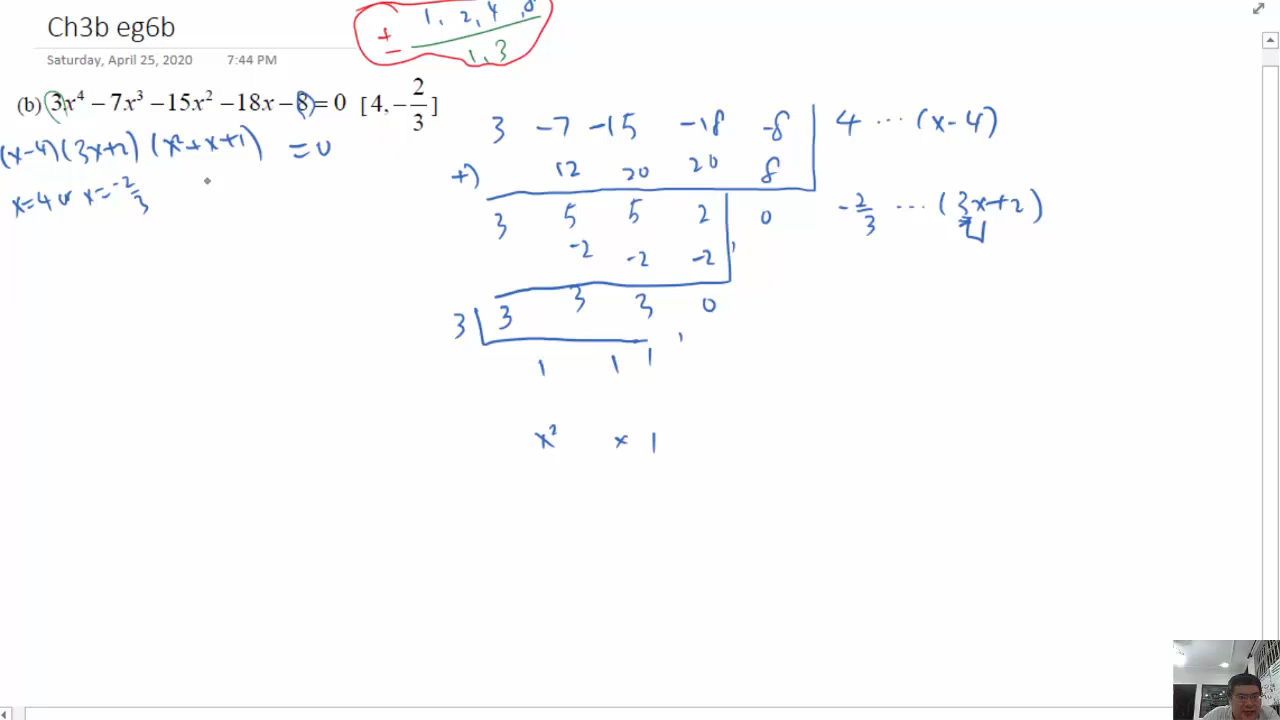 Ch3b eg6b
Saturday, April 25, 2020 7:44 PM
± 1, 2, 4, 8
1, 3
(b) 3x⁴ − 7x³ − 15x² − 18x − 8 = 0 [4, −2/3]
(x-4)(3x+2)(x²+x+1) = 0
x=4 or x=-2/3
3 -7 -15 -18 -8 | 4 ... (x-4)
+) 12 20 20 8
3 5 5 2 0 -2/3 ... (3x+2)
-2 -2 -2
3 | 3 3 3 0
1 1 1
x² x 1